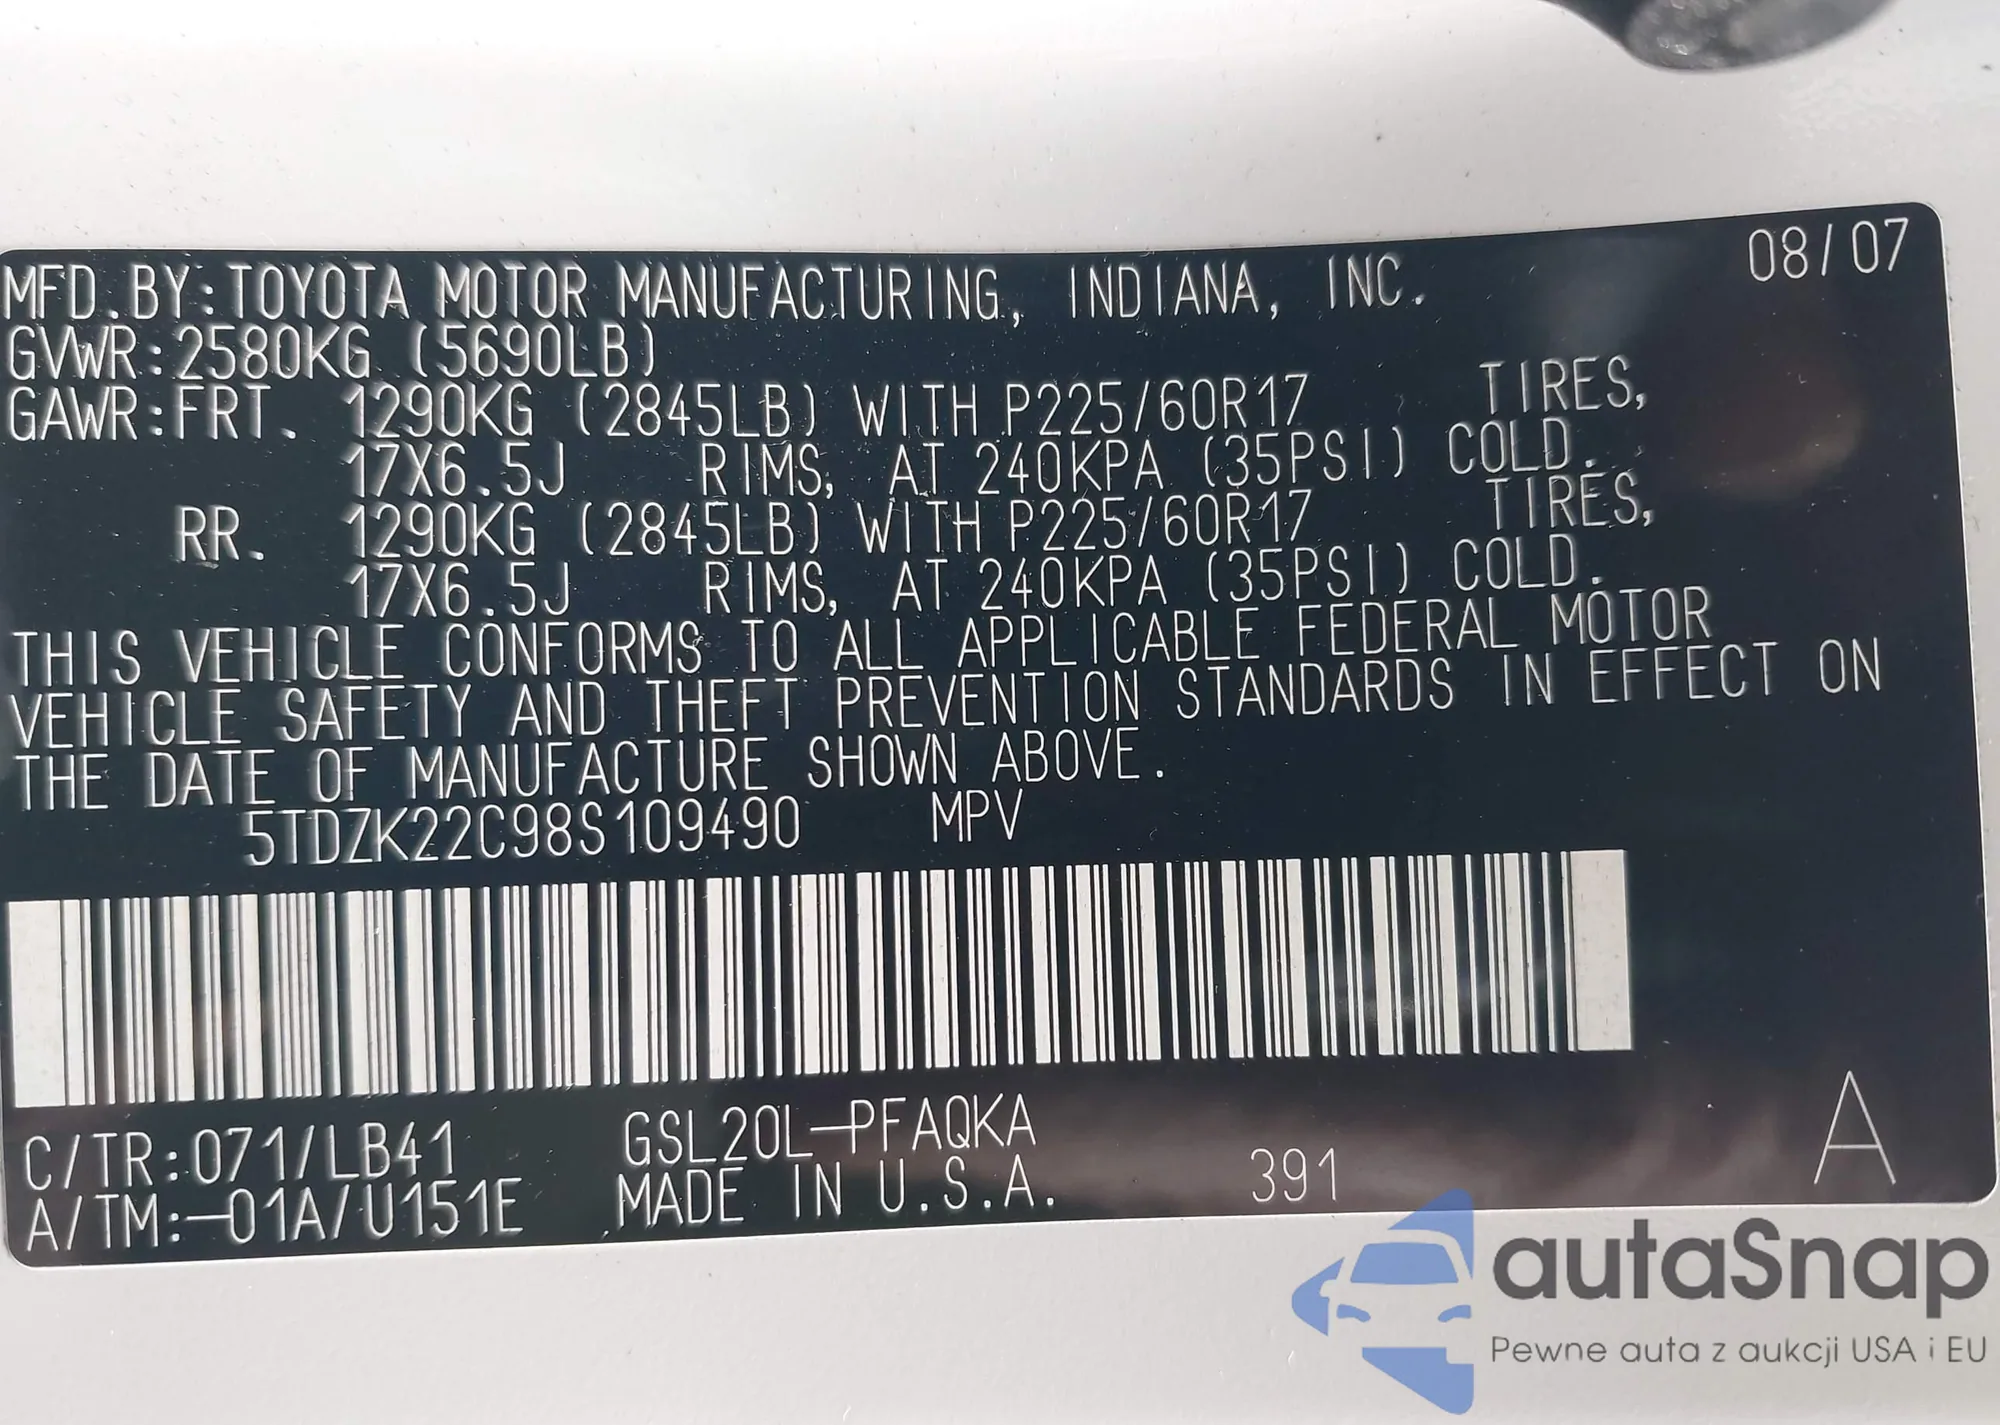 08/07
MFD.BY:TOYOTA MOTOR MANUFACTURING, INDIANA, INC.
GVWR:2580KG (5690LB)
GAWR:FRT. 1290KG (2845LB) WITH P225/60R17 TIRES,
17X6.5J RIMS, AT 240KPA (35PSI) COLD.
RR. 1290KG (2845LB) WITH P225/60R17 TIRES,
17X6.5J RIMS, AT 240KPA (35PSI) COLD.
THIS VEHICLE CONFORMS TO ALL APPLICABLE FEDERAL MOTOR
VEHICLE SAFETY AND THEFT PREVENTION STANDARDS IN EFFECT ON
THE DATE OF MANUFACTURE SHOWN ABOVE.
5TDZK22C98S109490 MPV
C/TR:071/LB41 GSL20L-PFAQKA
A/TM:-01A/U151E MADE IN U.S.A. 391 A
autaSnap
Pewne auta z aukcji USA i EU